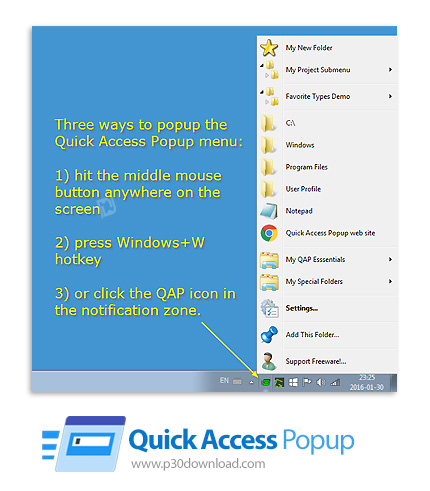 My New Folder
My Project Submenu
Favorite Types Demo
C:\
Windows
Program Files
User Profile
Notepad
Quick Access Popup web site
My QAP Esssentials
My Special Folders
Settings...
Add This Folder...
Support Freeware!...
Three ways to popup the
Quick Access Popup menu:
1) hit the middle mouse
button anywhere on the
screen
2) press Windows+W
hotkey
3) or click the QAP icon in
the notification zone.
EN
23:25
2016-01-30
Quick Access Popup
www.p30download.com